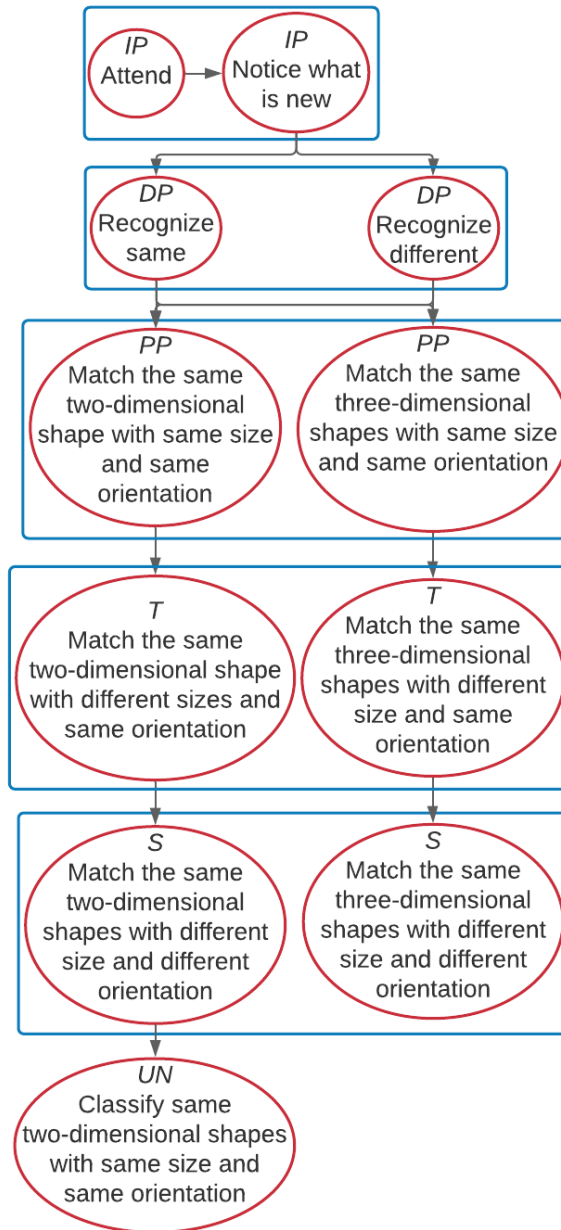 IP
Attend
IP
Notice what
is new
DP
Recognize
same
DP
Recognize
different
PP
Match the same
two-dimensional
shape with same size
and same
orientation
PP
Match the same
three-dimensional
shapes with same size
and same orientation
T
Match the same
two-dimensional shape
with different sizes and
same orientation
T
Match the same
three-dimensional
shapes with different
size and same
orientation
S
Match the same
two-dimensional
shapes with different
size and different
orientation
S
Match the same
three-dimensional
shapes with different
size and different
orientation
UN
Classify same
two-dimensional shapes
with same size and
same orientation